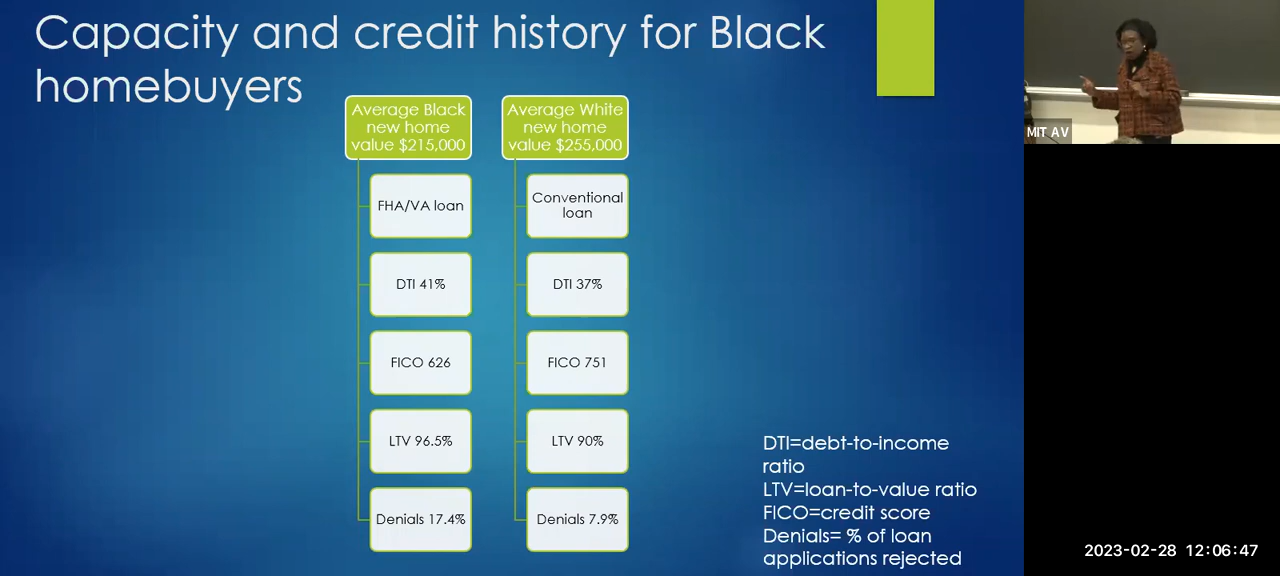 Capacity and credit history for Black
homebuyers
Average Black
new home
value $215,000
FHA/VA loan
DTI 41%
FICO 626
LTV 96.5%
Denials 17.4%
Average White
new home
value $255,000
Conventional
loan
DTI 37%
FICO 751
LTV 90%
Denials 7.9%
DTI=debt-to-income
ratio
LTV=loan-to-value ratio
FICO=credit score
Denials= % of loan
applications rejected
MIT AV
2023-02-28 12:06:47